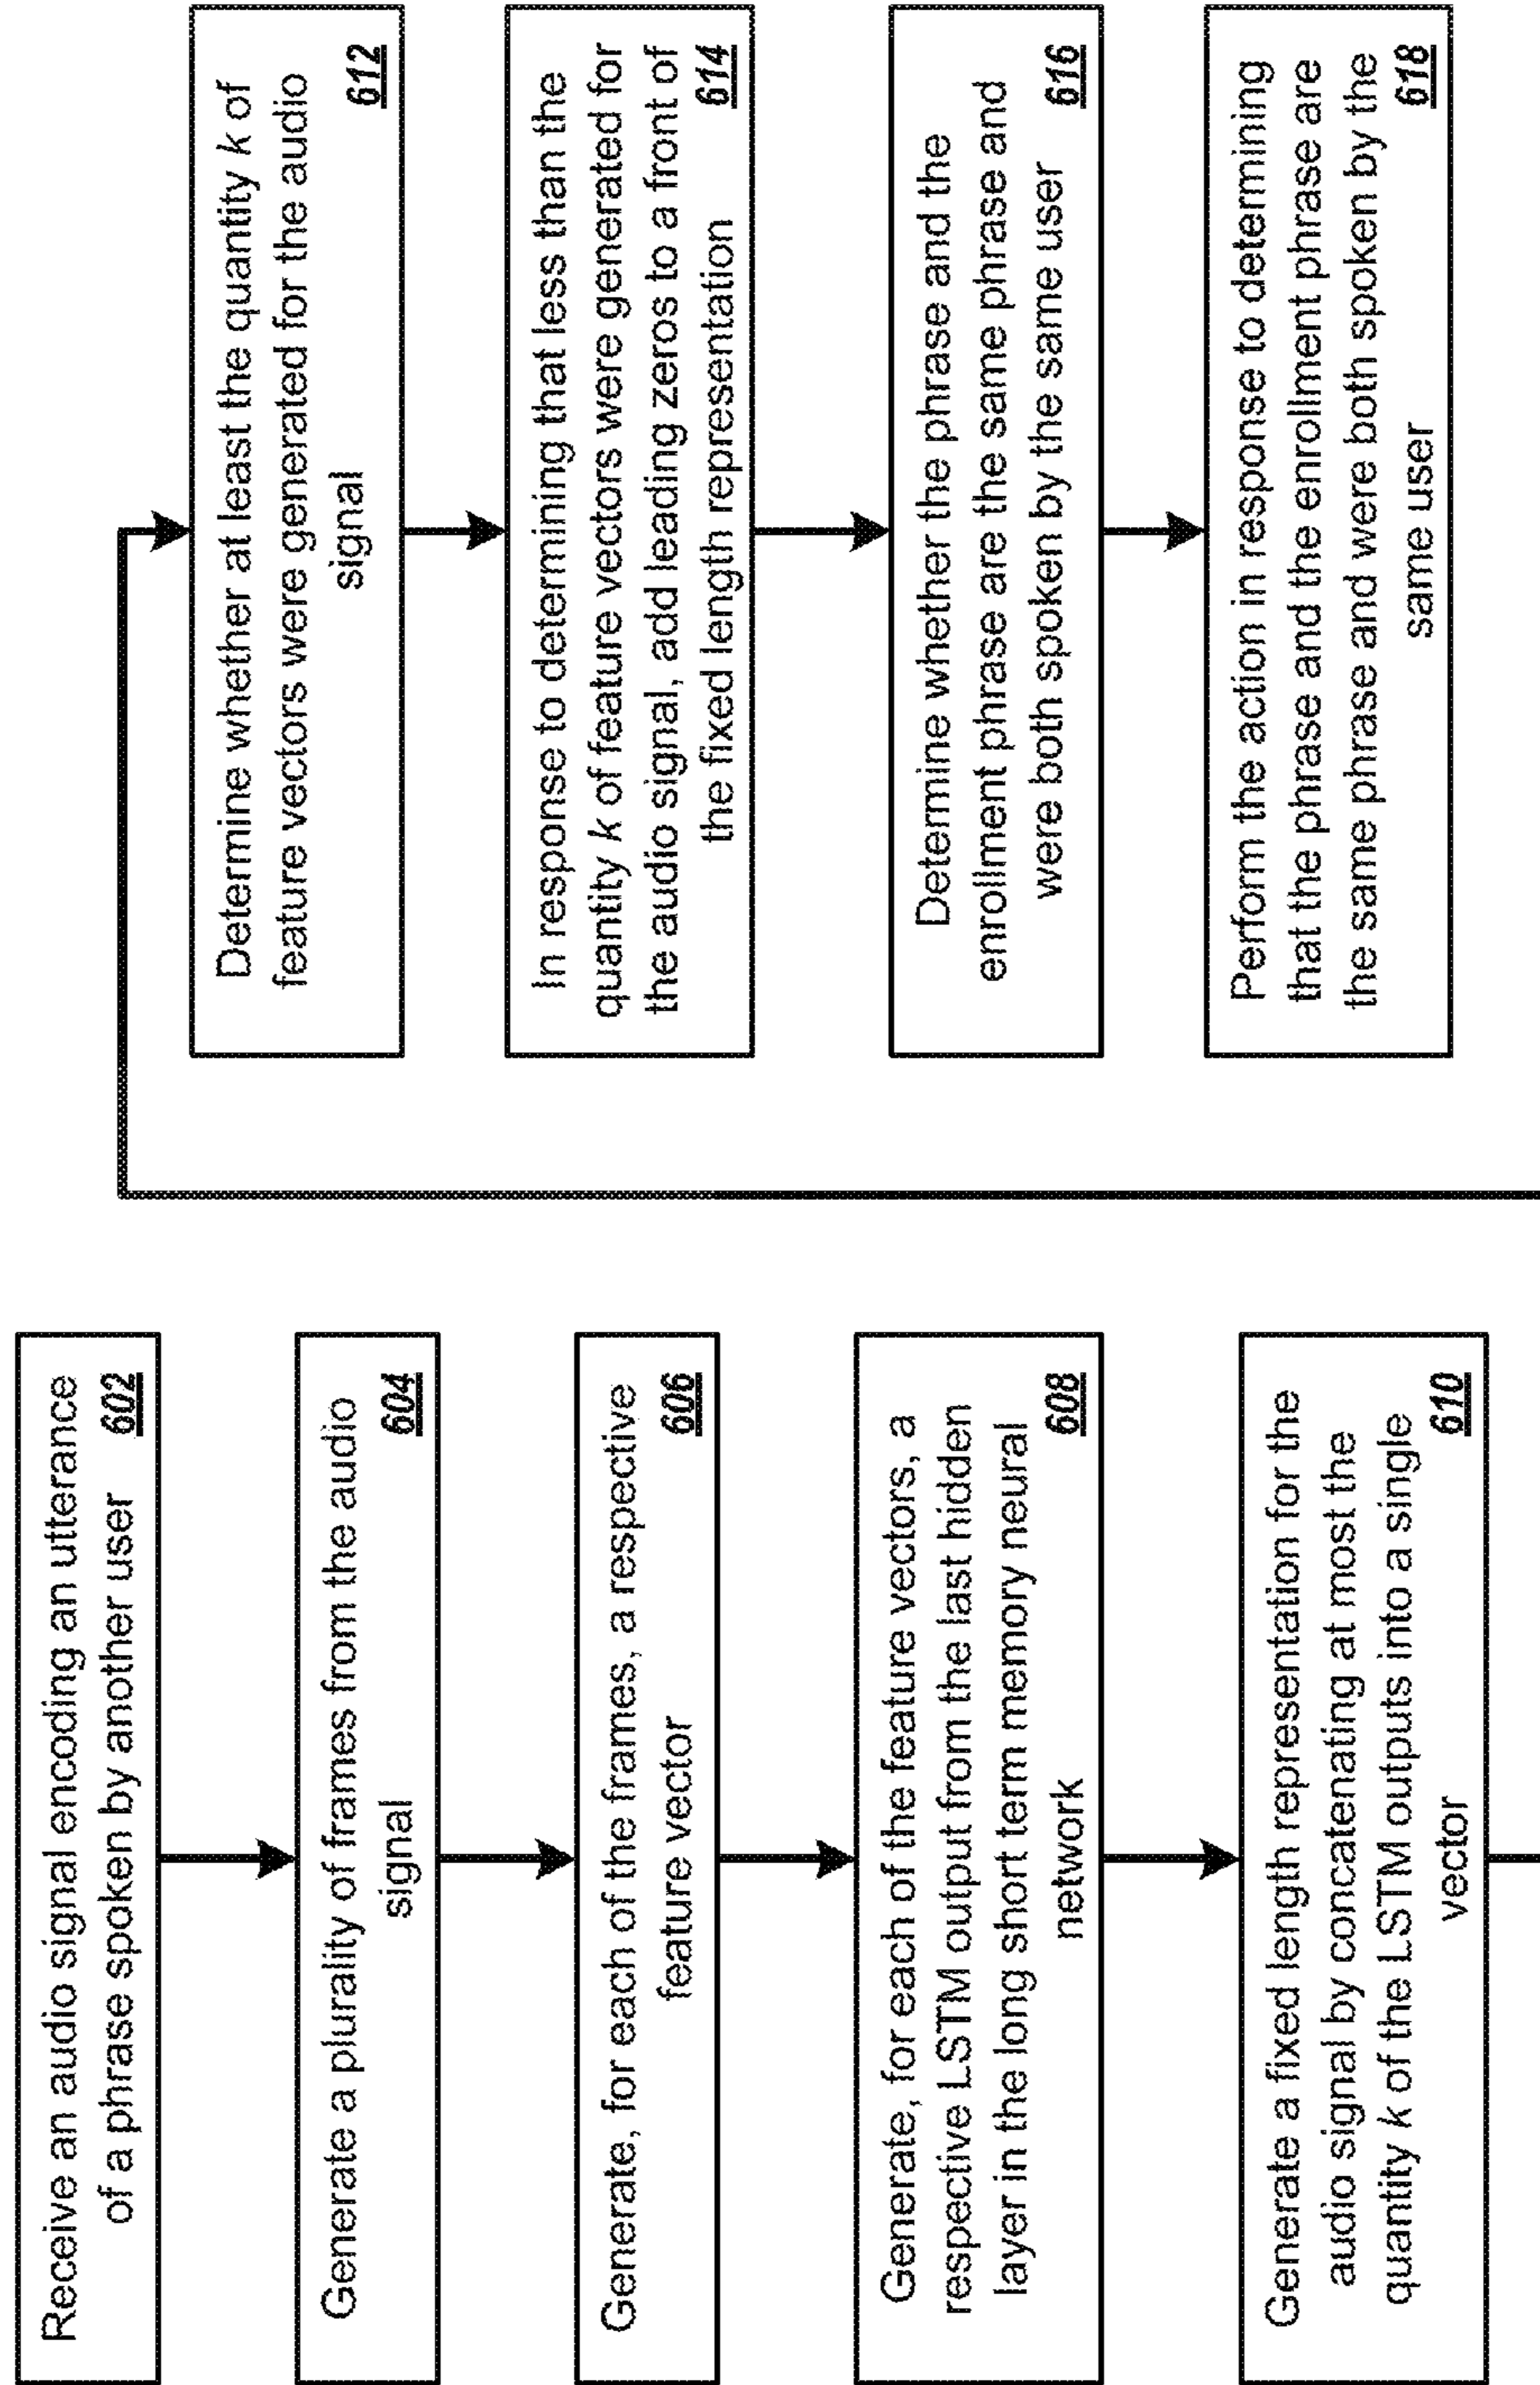 Receive an audio signal encoding an utterance
of a phrase spoken by another user 602
Generate a plurality of frames from the audio
signal 604
Generate, for each of the frames, a respective
feature vector 606
Generate, for each of the feature vectors, a
respective LSTM output from the last hidden
layer in the long short term memory neural
network 608
Generate a fixed length representation for the
audio signal by concatenating at most the
quantity k of the LSTM outputs into a single
vector 610
Determine whether at least the quantity k of
feature vectors were generated for the audio
signal 612
In response to determining that less than the
quantity k of feature vectors were generated for
the audio signal, add leading zeros to a front of
the fixed length representation 614
Determine whether the phrase and the
enrollment phrase are the same phrase and
were both spoken by the same user 616
Perform the action in response to determining
that the phrase and the enrollment phrase are
the same phrase and were both spoken by the
same user 618